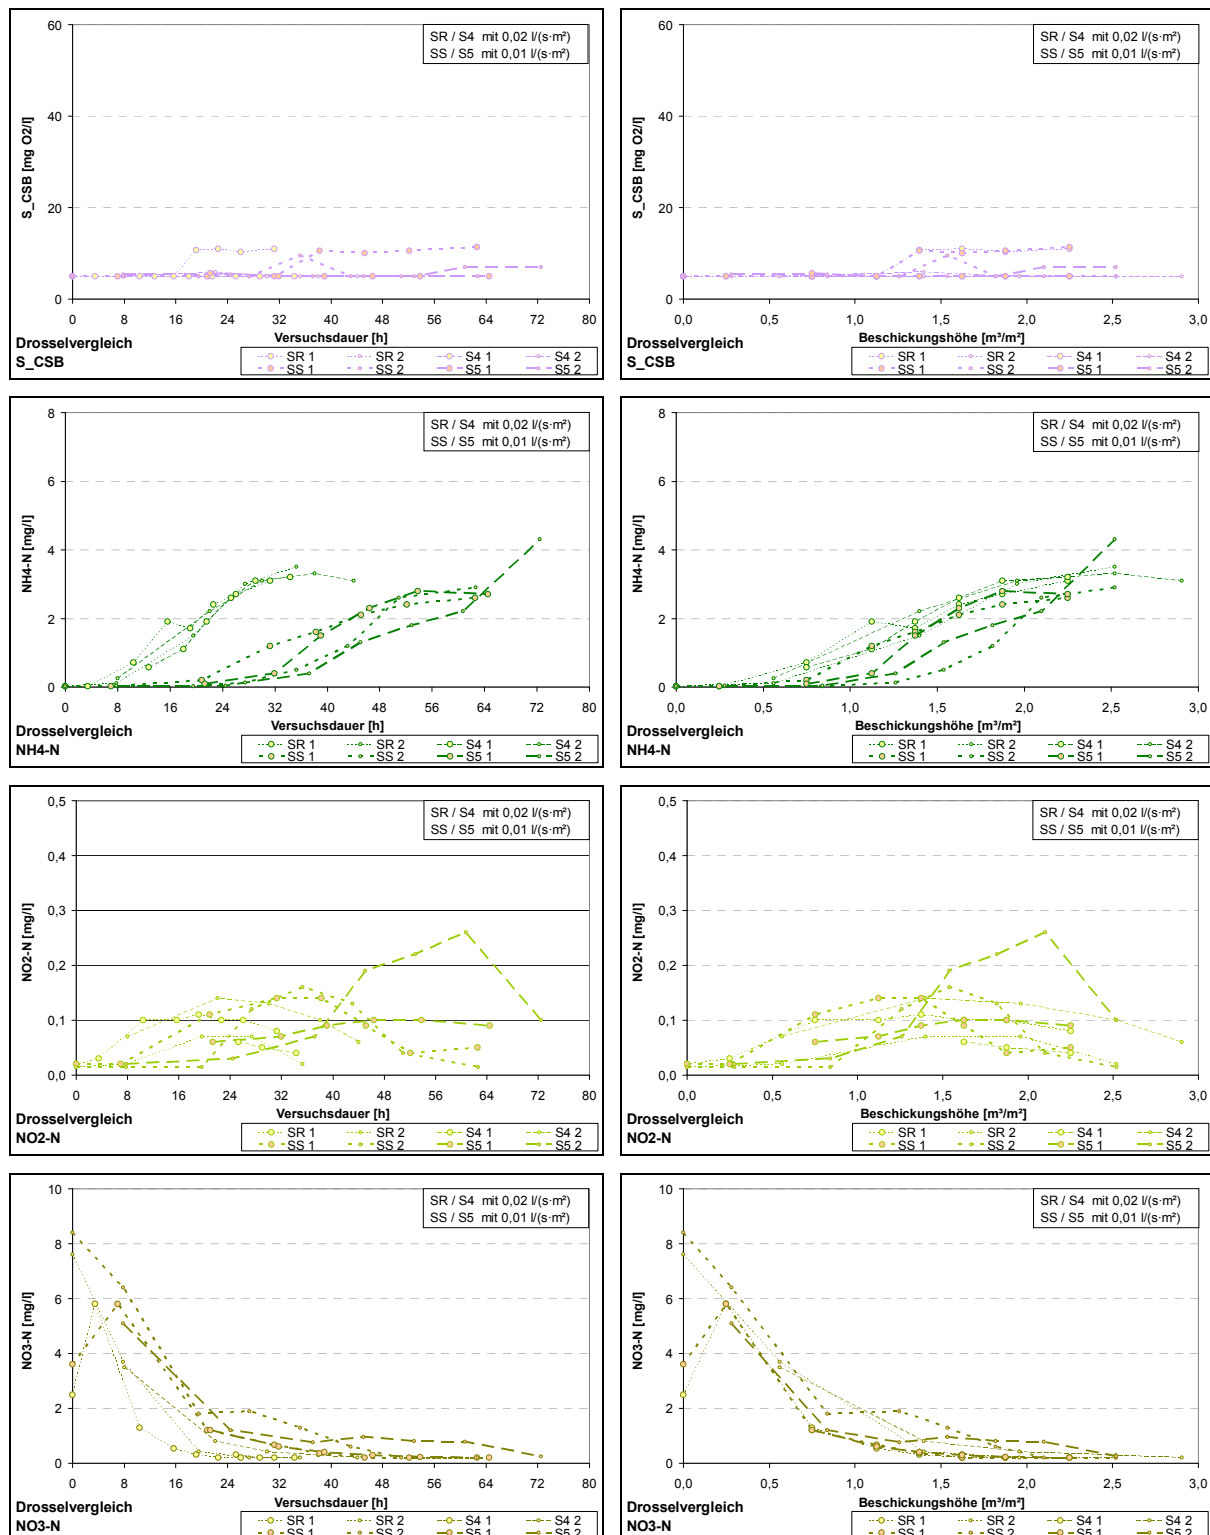 60
40
20
0
S_CSB [mg O2/l]
SR / S4 mit 0,02 l/(s·m²)
SS / S5 mit 0,01 l/(s·m²)
0 8 16 24 32 40 48 56 64 72 80
Versuchsdauer [h]
Drosselvergleich
S_CSB
SR 1 SR 2 S4 1 S4 2
SS 1 SS 2 S5 1 S5 2
60
40
20
0
S_CSB [mg O2/l]
SR / S4 mit 0,02 l/(s·m²)
SS / S5 mit 0,01 l/(s·m²)
0,0 0,5 1,0 1,5 2,0 2,5 3,0
Beschickungshöhe [m³/m²]
Drosselvergleich
S_CSB
SR 1 SR 2 S4 1 S4 2
SS 1 SS 2 S5 1 S5 2
8
6
4
2
0
NH4-N [mg/l]
SR / S4 mit 0,02 l/(s·m²)
SS / S5 mit 0,01 l/(s·m²)
0 8 16 24 32 40 48 56 64 72 80
Versuchsdauer [h]
Drosselvergleich
NH4-N
SR 1 SR 2 S4 1 S4 2
SS 1 SS 2 S5 1 S5 2
8
6
4
2
0
NH4-N [mg/l]
SR / S4 mit 0,02 l/(s·m²)
SS / S5 mit 0,01 l/(s·m²)
0,0 0,5 1,0 1,5 2,0 2,5 3,0
Beschickungshöhe [m³/m²]
Drosselvergleich
NH4-N
SR 1 SR 2 S4 1 S4 2
SS 1 SS 2 S5 1 S5 2
0,5
0,4
0,3
0,2
0,1
0,0
NO2-N [mg/l]
SR / S4 mit 0,02 l/(s·m²)
SS / S5 mit 0,01 l/(s·m²)
0 8 16 24 32 40 48 56 64 72 80
Versuchsdauer [h]
Drosselvergleich
NO2-N
SR 1 SR 2 S4 1 S4 2
SS 1 SS 2 S5 1 S5 2
0,5
0,4
0,3
0,2
0,1
0,0
NO2-N [mg/l]
SR / S4 mit 0,02 l/(s·m²)
SS / S5 mit 0,01 l/(s·m²)
0,0 0,5 1,0 1,5 2,0 2,5 3,0
Beschickungshöhe [m³/m²]
Drosselvergleich
NO2-N
SR 1 SR 2 S4 1 S4 2
SS 1 SS 2 S5 1 S5 2
10
8
6
4
2
0
NO3-N [mg/l]
SR / S4 mit 0,02 l/(s·m²)
SS / S5 mit 0,01 l/(s·m²)
0 8 16 24 32 40 48 56 64 72 80
Versuchsdauer [h]
Drosselvergleich
NO3-N
SR 1 SR 2 S4 1 S4 2
SS 1 SS 2 S5 1 S5 2
10
8
6
4
2
0
NO3-N [mg/l]
SR / S4 mit 0,02 l/(s·m²)
SS / S5 mit 0,01 l/(s·m²)
0,0 0,5 1,0 1,5 2,0 2,5 3,0
Beschickungshöhe [m³/m²]
Drosselvergleich
NO3-N
SR 1 SR 2 S4 1 S4 2
SS 1 SS 2 S5 1 S5 2